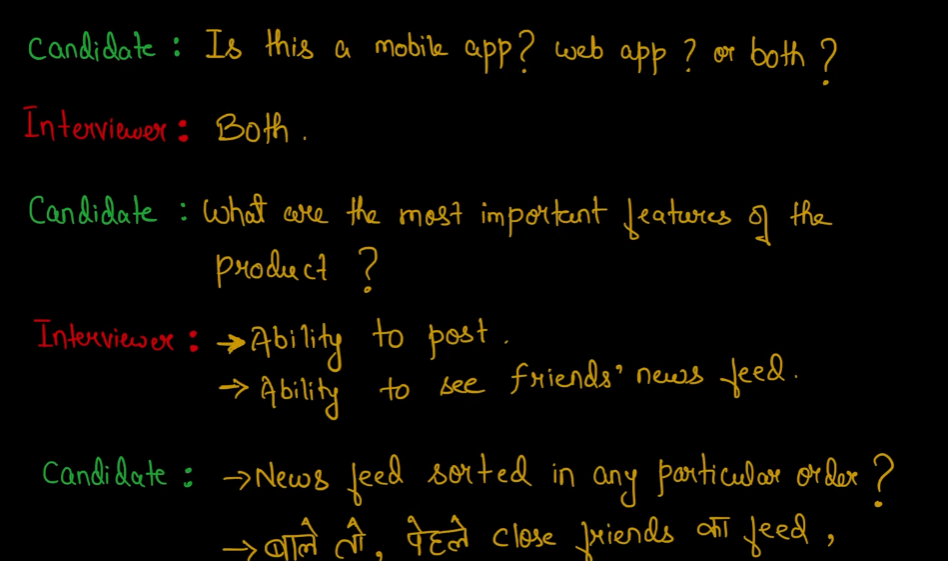 Candidate : Is this a mobile app? web app ? or both ?
Interviewer : Both .
Candidate : What are the most important features of the
product ?
Interviewer : → Ability to post .
→ Ability to see friends' news feed .
Candidate : → News feed sorted in any particular order ?
→ बोले तो , पेहले close friends का feed ,